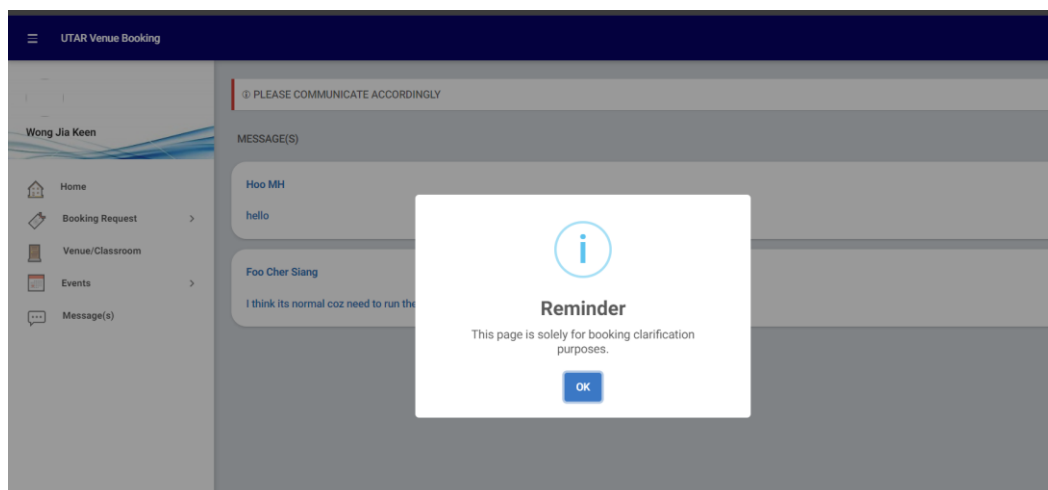 UTAR Venue Booking
Wong Jia Keen
Home
Booking Request
Venue/Classroom
Events
Message(s)
PLEASE COMMUNICATE ACCORDINGLY
MESSAGE(S)
Hoo MH
hello
Foo Cher Siang
I think its normal coz need to run the
Reminder
This page is solely for booking clarification
purposes.
OK